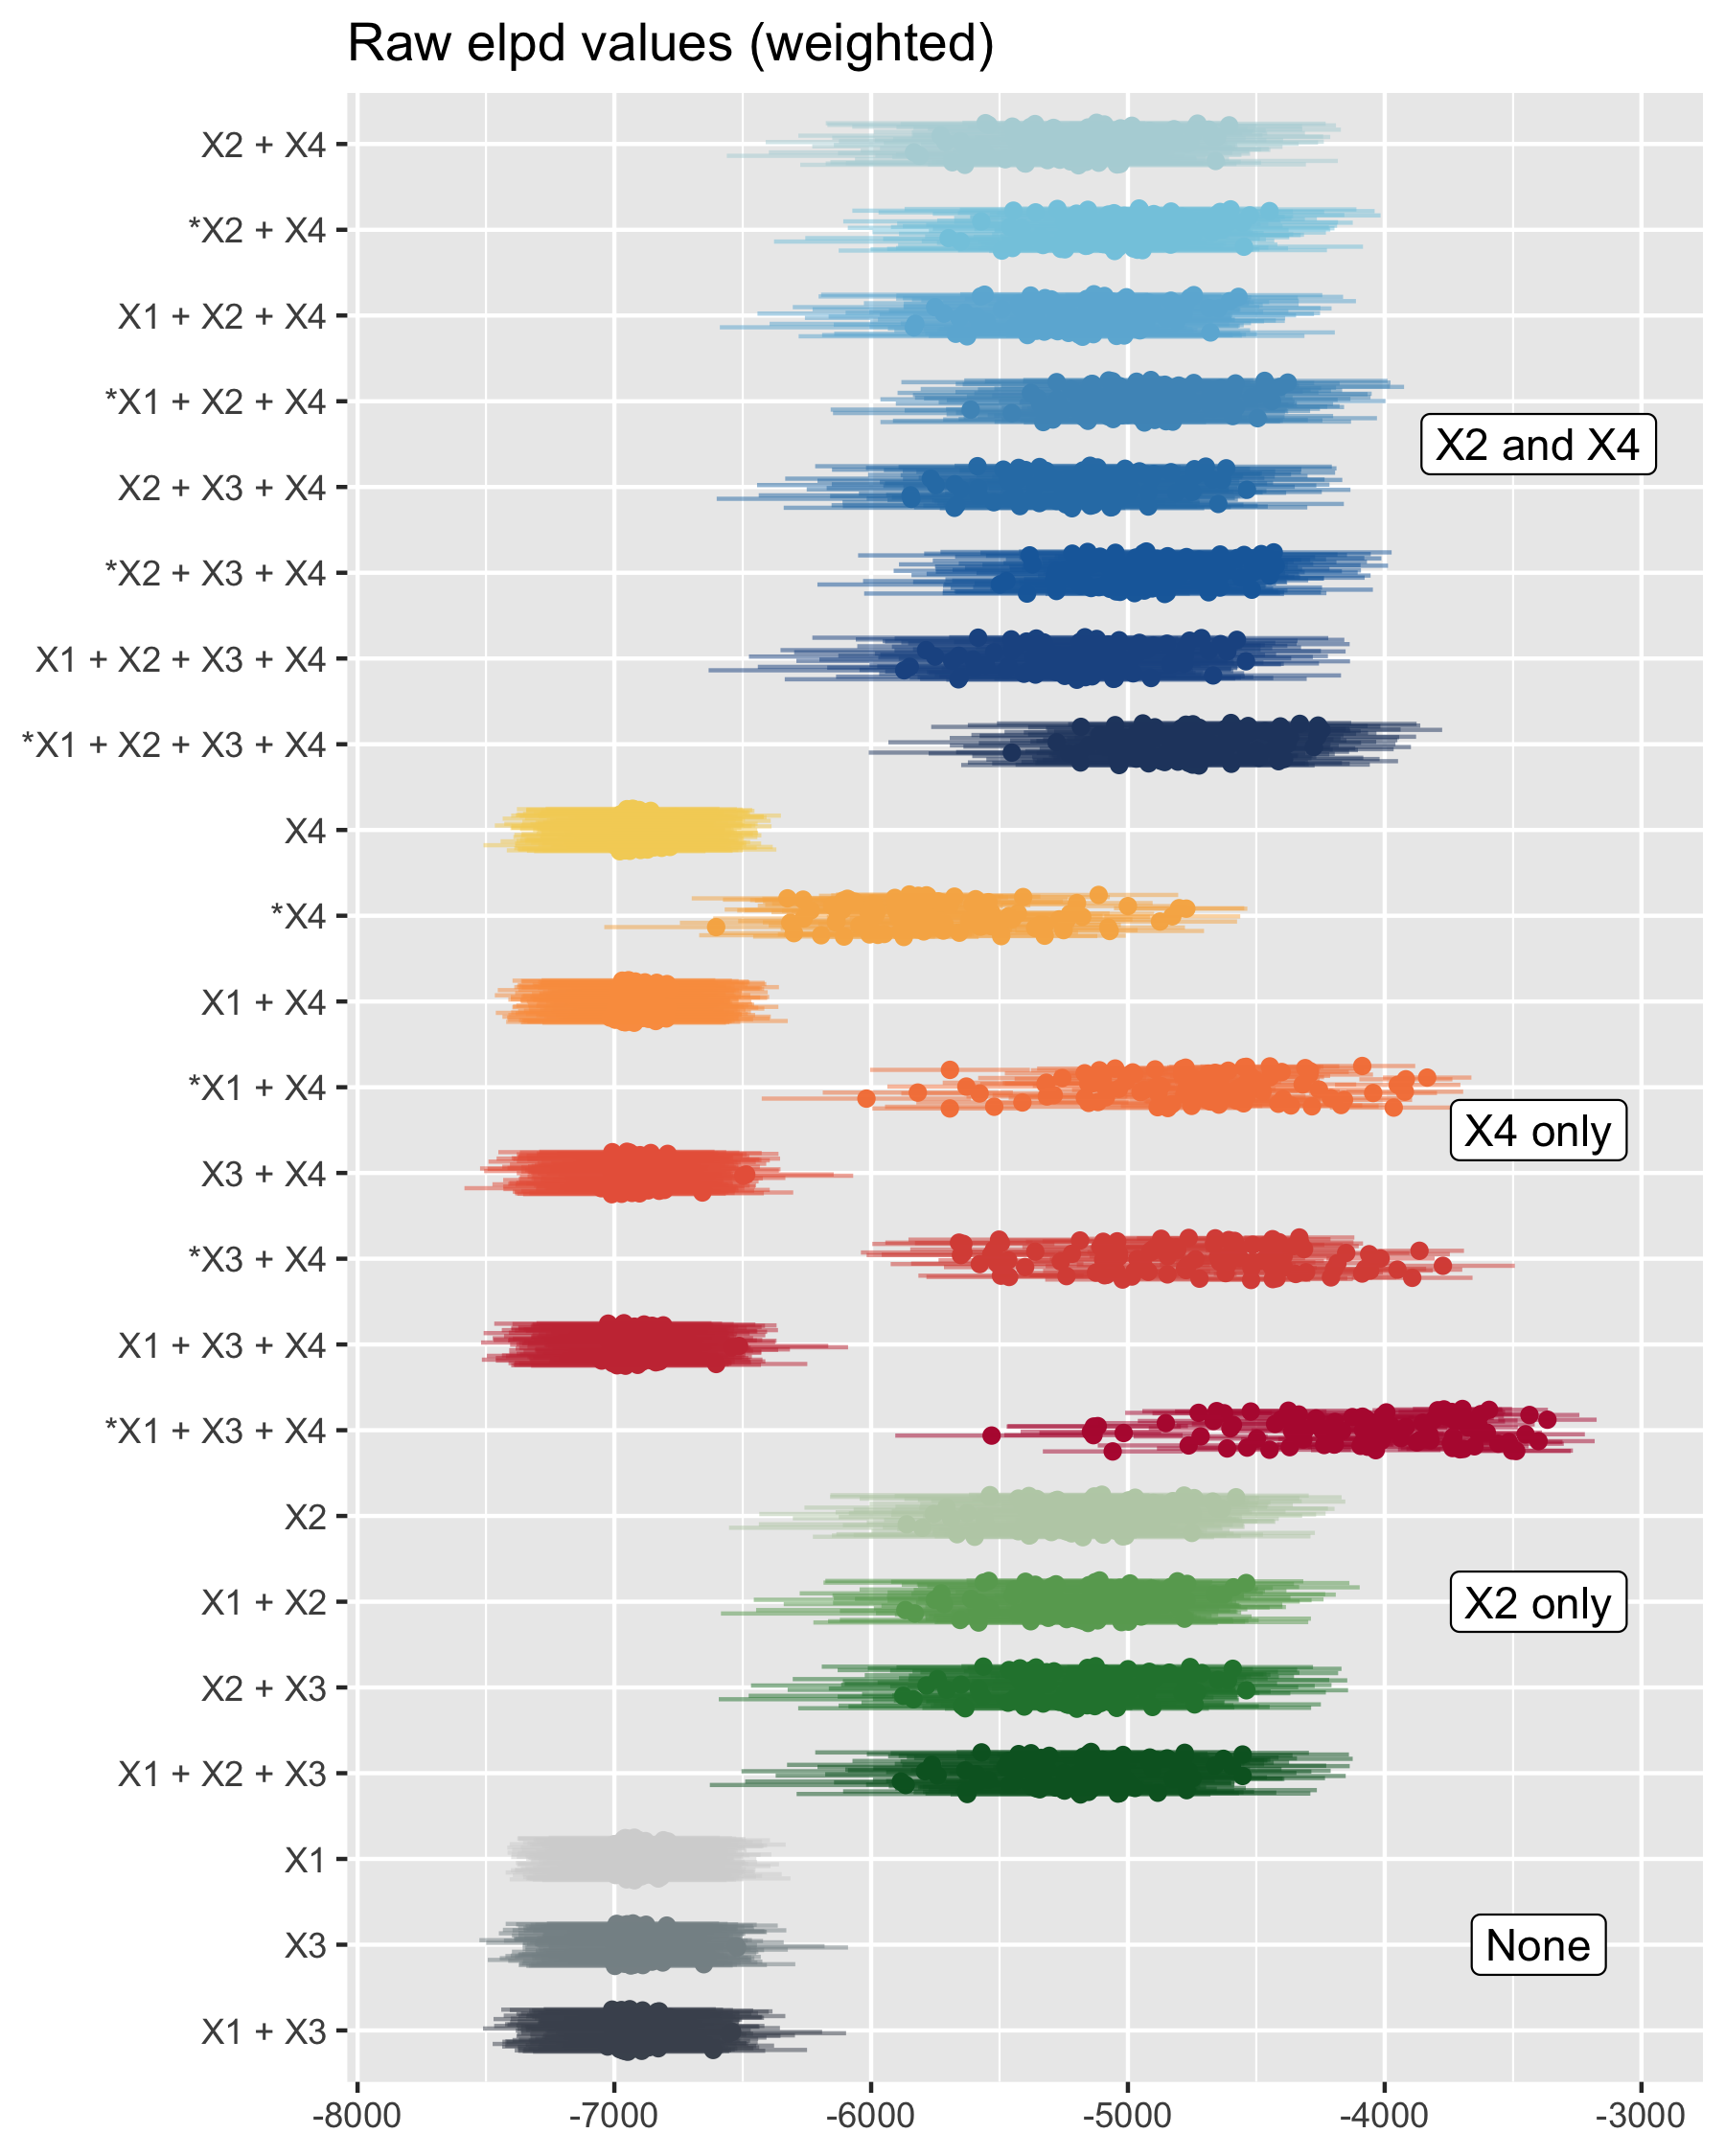 Raw elpd values (weighted)
X2 + X4
*X2 + X4
X1 + X2 + X4
*X1 + X2 + X4
X2 and X4
X2 + X3 + X4
*X2 + X3 + X4
X1 + X2 + X3 + X4
*X1 + X2 + X3 + X4
X4
*X4
X1 + X4
*X1 + X4
X4 only
X3 + X4
*X3 + X4
X1 + X3 + X4
*X1 + X3 + X4
X2
X1 + X2
X2 only
X2 + X3
X1 + X2 + X3
X1
X3
None
X1 + X3
-8000 -7000 -6000 -5000 -4000 -3000